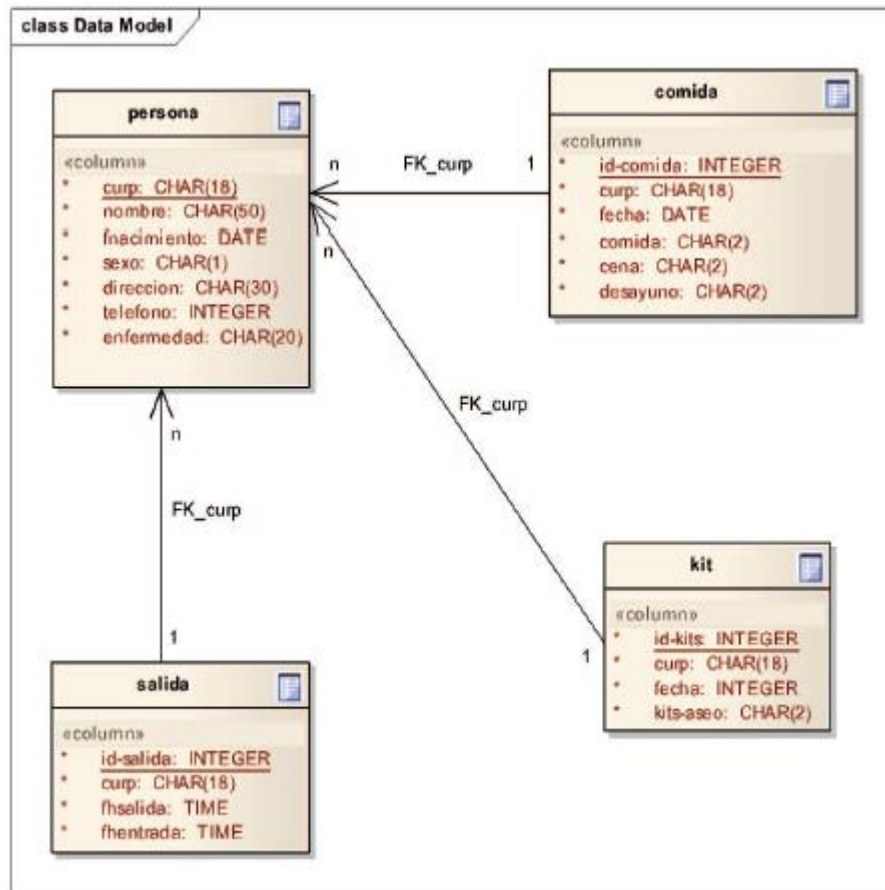 class Data Model
persona
«column»
* curp: CHAR(18)
* nombre: CHAR(50)
* fnacimiento: DATE
* sexo: CHAR(1)
* direccion: CHAR(30)
* telefono: INTEGER
* enfermedad: CHAR(20)
n
FK_curp
1
comida
«column»
* id-comida: INTEGER
* curp: CHAR(18)
* fecha: DATE
* comida: CHAR(2)
* cena: CHAR(2)
* desayuno: CHAR(2)
n
FK_curp
1
n
FK_curp
1
kit
«column»
* id-kits: INTEGER
* curp: CHAR(18)
* fecha: INTEGER
* kits-aseo: CHAR(2)
salida
«column»
* id-salida: INTEGER
* curp: CHAR(18)
* fhsalida: TIME
* fhentrada: TIME